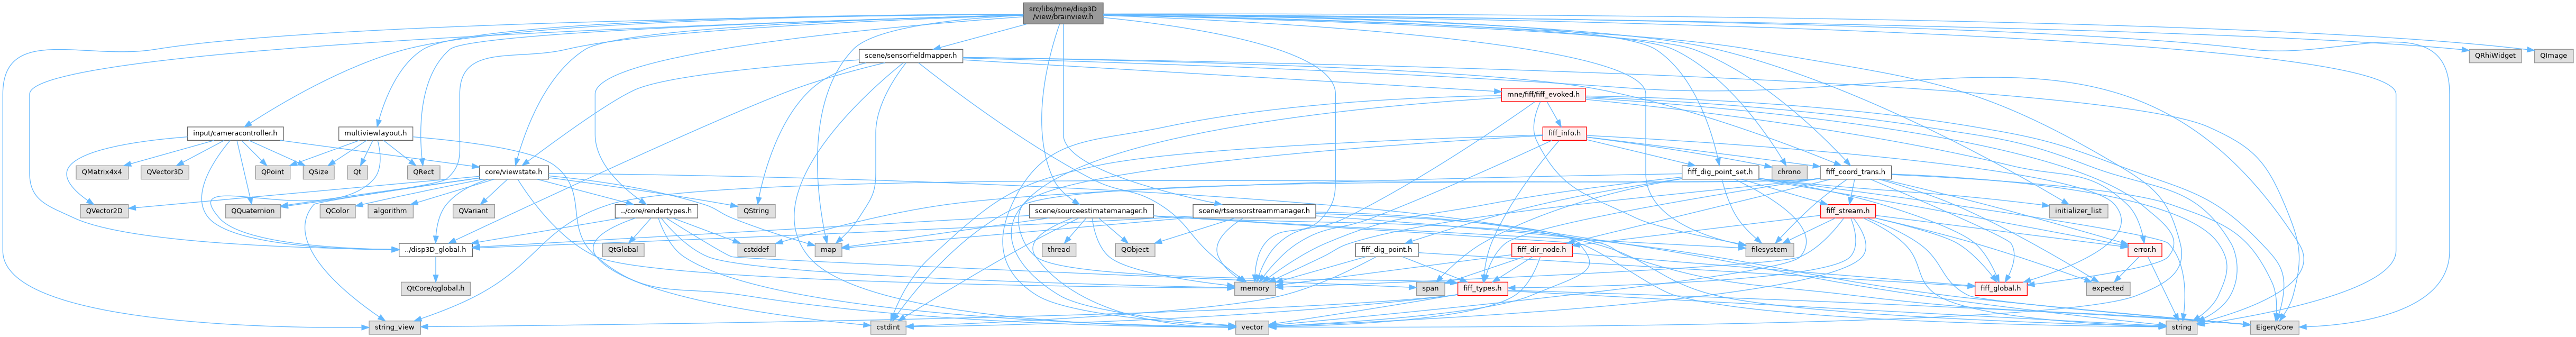 src/libs/mne/disp3D
/view/brainview.h
scene/sensorfieldmapper.h
QRhiWidget
QImage
mne/fiff/fiff_evoked.h
input/cameracontroller.h
multiviewlayout.h
fiff_info.h
QMatrix4x4
QVector3D
QPoint
QSize
Qt
QRect
core/viewstate.h
fiff_dig_point_set.h
chrono
fiff_coord_trans.h
QVector2D
QQuaternion
QColor
algorithm
QVariant
../core/rendertypes.h
QString
scene/sourceestimatemanager.h
scene/rtsensorstreammanager.h
fiff_stream.h
initializer_list
../disp3D_global.h
QtGlobal
cstddef
map
thread
QObject
fiff_dig_point.h
fiff_dir_node.h
filesystem
error.h
QtCore/qglobal.h
memory
span
fiff_types.h
fiff_global.h
expected
string_view
cstdint
vector
string
Eigen/Core